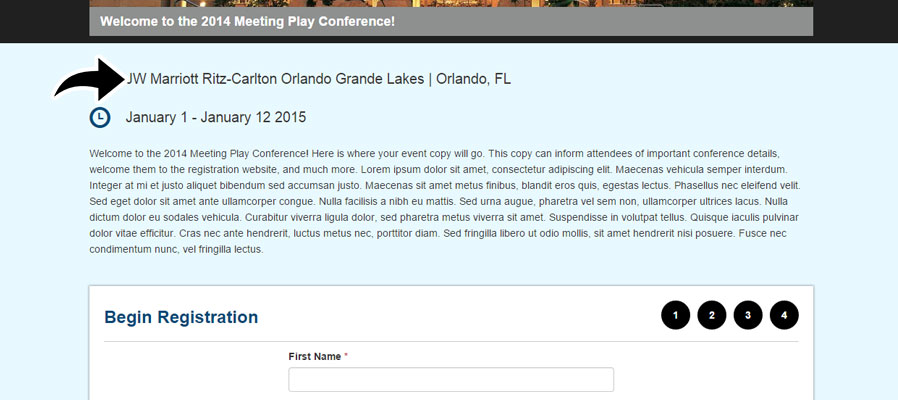 Welcome to the 2014 Meeting Play Conference!
JW Marriott Ritz-Carlton Orlando Grande Lakes | Orlando, FL
January 1 - January 12 2015
Welcome to the 2014 Meeting Play Conference! Here is where your event copy will go. This copy can inform attendees of important conference details,
welcome them to the registration website, and much more. Lorem ipsum dolor sit amet, consectetur adipiscing elit. Maecenas vehicula semper interdum.
Integer at mi et justo aliquet bibendum sed accumsan justo. Maecenas sit amet metus finibus, blandit eros quis, egestas lectus. Phasellus nec eleifend velit.
Sed eget dolor sit amet ante ullamcorper congue. Nulla facilisis a nibh eu mattis. Sed urna augue, pharetra vel sem non, ullamcorper ultrices lacus. Nulla
dictum dolor eu sodales vehicula. Curabitur viverra ligula dolor, sed pharetra metus viverra sit amet. Suspendisse in volutpat tellus. Quisque iaculis pulvinar
dolor vitae efficitur. Cras nec ante hendrerit, luctus metus nec, porttitor diam. Sed fringilla libero ut odio mollis, sit amet hendrerit nisi posuere. Fusce nec
condimentum nunc, vel fringilla lectus.
Begin Registration
1 2 3 4
First Name *